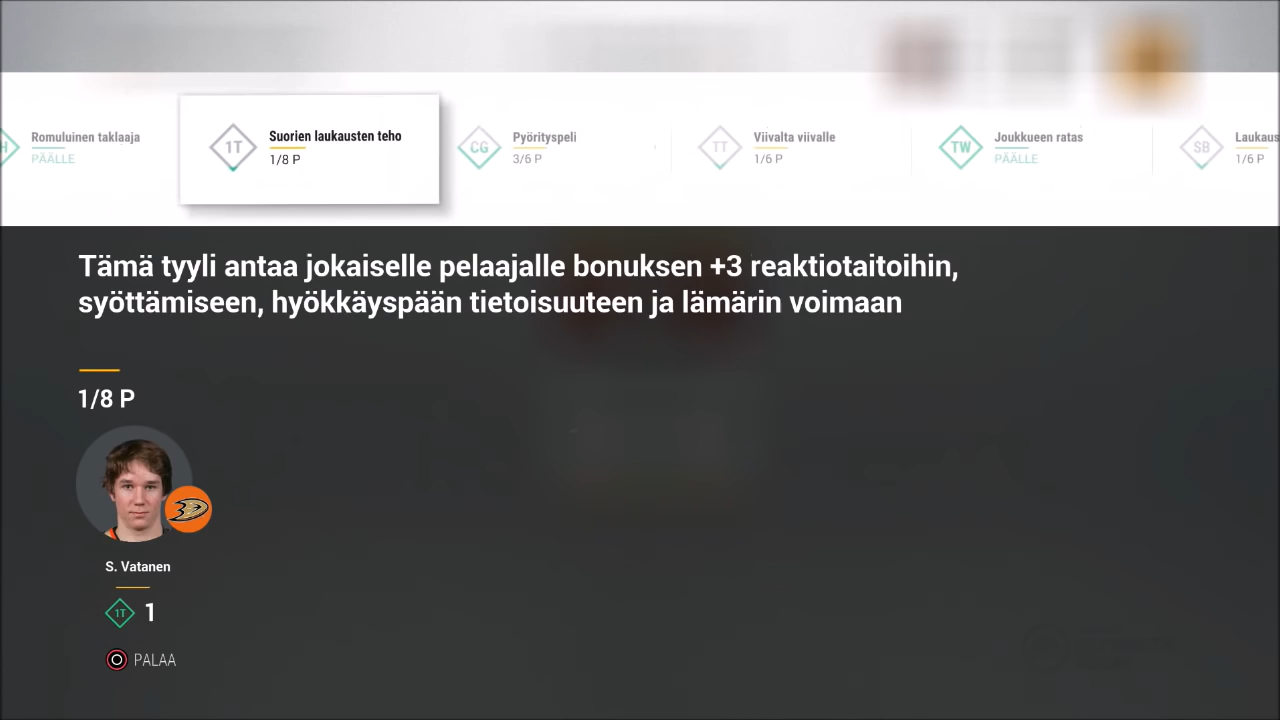 H
Romuluinen taklaaja
PÄÄLLE
1T
Suorien laukausten teho
1/8 P
CG
Pyörityspeli
3/6 P
TT
Viivalta viivalle
1/6 P
TW
Joukkueen ratas
PÄÄLLE
SB
Laukaus
1/6 P
Tämä tyyli antaa jokaiselle pelaajalle bonuksen +3 reaktiotaitoihin,
syöttämiseen, hyökkäyspään tietoisuuteen ja lämärin voimaan
1/8 P
S. Vatanen
1T 1
PALAA